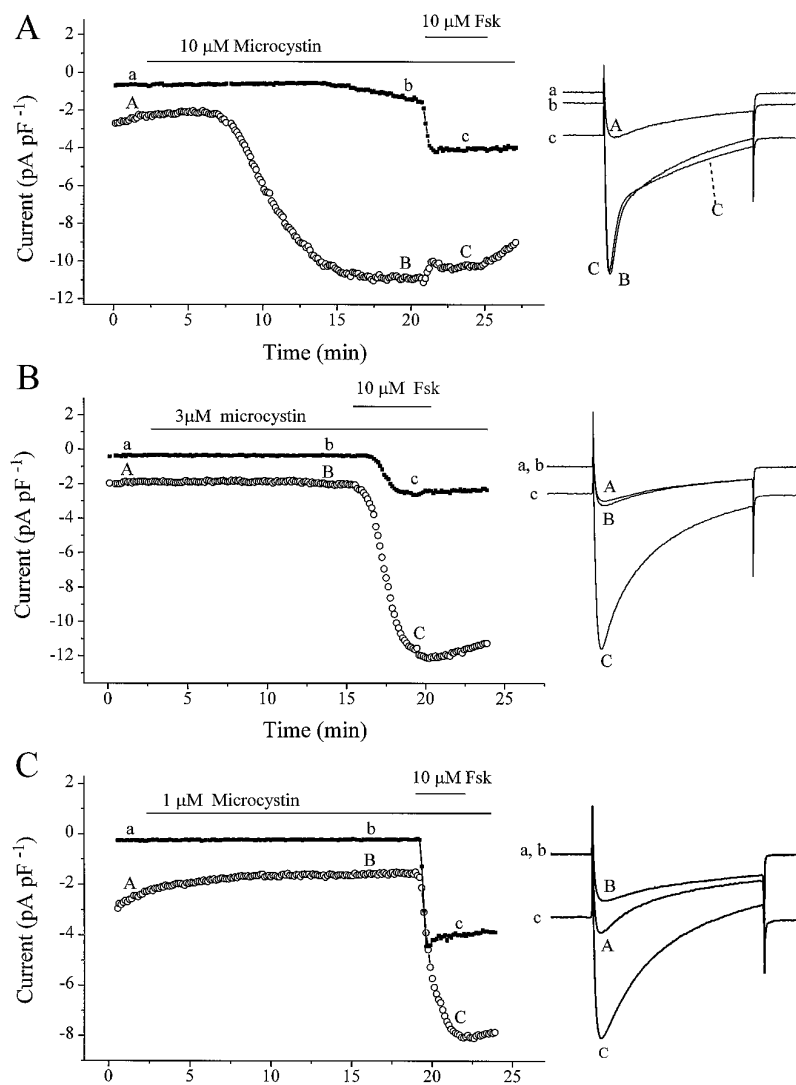 A
10 μM Fsk
10 μM Microcystin
2
0
-2
-4
-6
-8
-10
-12
Current (pA pF⁻¹)
a
b
A
c
B
C
0
5
10
15
20
25
Time (min)
a
b
c
A
C
C
B
B
10 μM Fsk
3μM microcystin
2
0
-2
-4
-6
-8
-10
-12
Current (pA pF⁻¹)
a
b
A
B
c
C
0
5
10
15
20
25
Time (min)
a, b
c
A
B
C
C
10 μM Fsk
1 μM Microcystin
2
0
-2
-4
-6
-8
Current (pA pF⁻¹)
a
b
A
B
c
C
0
5
10
15
20
25
Time (min)
a, b
c
B
A
C